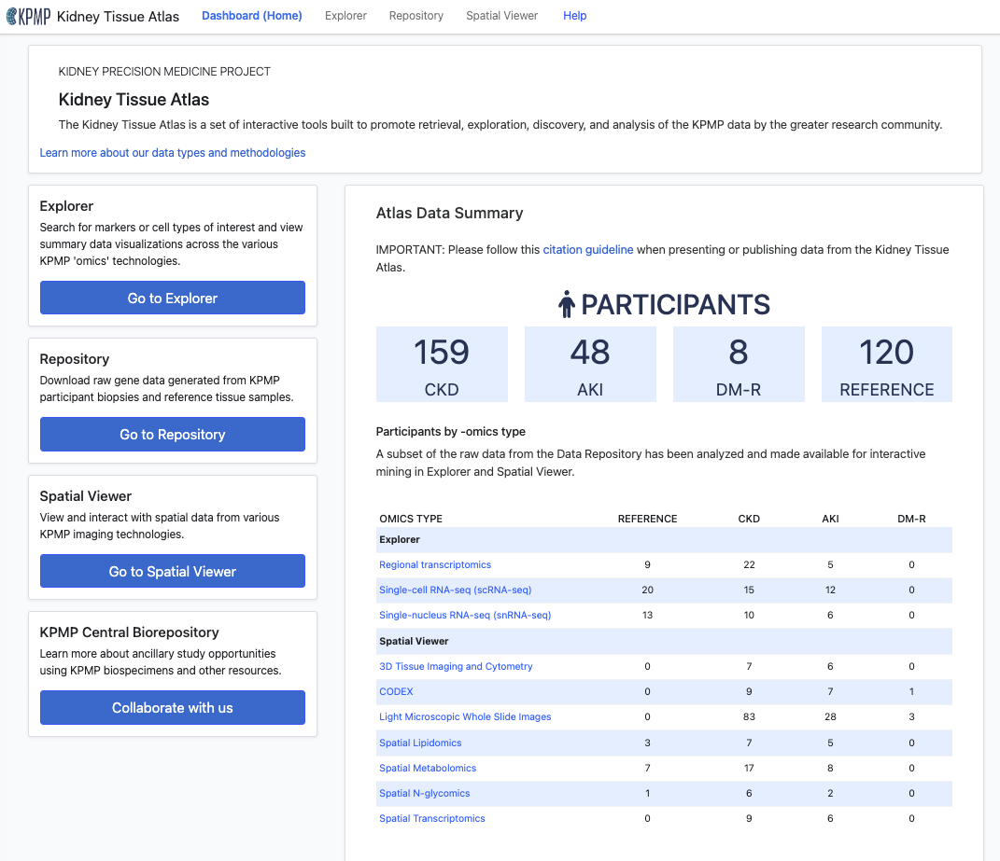 KPMP Kidney Tissue Atlas Dashboard (Home) Explorer Repository Spatial Viewer Help
KIDNEY PRECISION MEDICINE PROJECT
Kidney Tissue Atlas
The Kidney Tissue Atlas is a set of interactive tools built to promote retrieval, exploration, discovery, and analysis of the KPMP data by the greater research community.
Learn more about our data types and methodologies
Explorer
Search for markers or cell types of interest and view
summary data visualizations across the various
KPMP 'omics' technologies.
Go to Explorer
Repository
Download raw gene data generated from KPMP
participant biopsies and reference tissue samples.
Go to Repository
Spatial Viewer
View and interact with spatial data from various
KPMP imaging technologies.
Go to Spatial Viewer
KPMP Central Biorepository
Learn more about ancillary study opportunities
using KPMP biospecimens and other resources.
Collaborate with us
Atlas Data Summary
IMPORTANT: Please follow this citation guideline when presenting or publishing data from the Kidney Tissue
Atlas.
PARTICIPANTS
159 48 8 120
CKD AKI DM-R REFERENCE
Participants by -omics type
A subset of the raw data from the Data Repository has been analyzed and made available for interactive
mining in Explorer and Spatial Viewer.
OMICS TYPE REFERENCE CKD AKI DM-R
Explorer
Regional transcriptomics 9 22 5 0
Single-cell RNA-seq (scRNA-seq) 20 15 12 0
Single-nucleus RNA-seq (snRNA-seq) 13 10 6 0
Spatial Viewer
3D Tissue Imaging and Cytometry 0 7 6 0
CODEX 0 9 7 1
Light Microscopic Whole Slide Images 0 83 28 3
Spatial Lipidomics 3 7 5 0
Spatial Metabolomics 7 17 8 0
Spatial N-glycomics 1 6 2 0
Spatial Transcriptomics 0 9 6 0